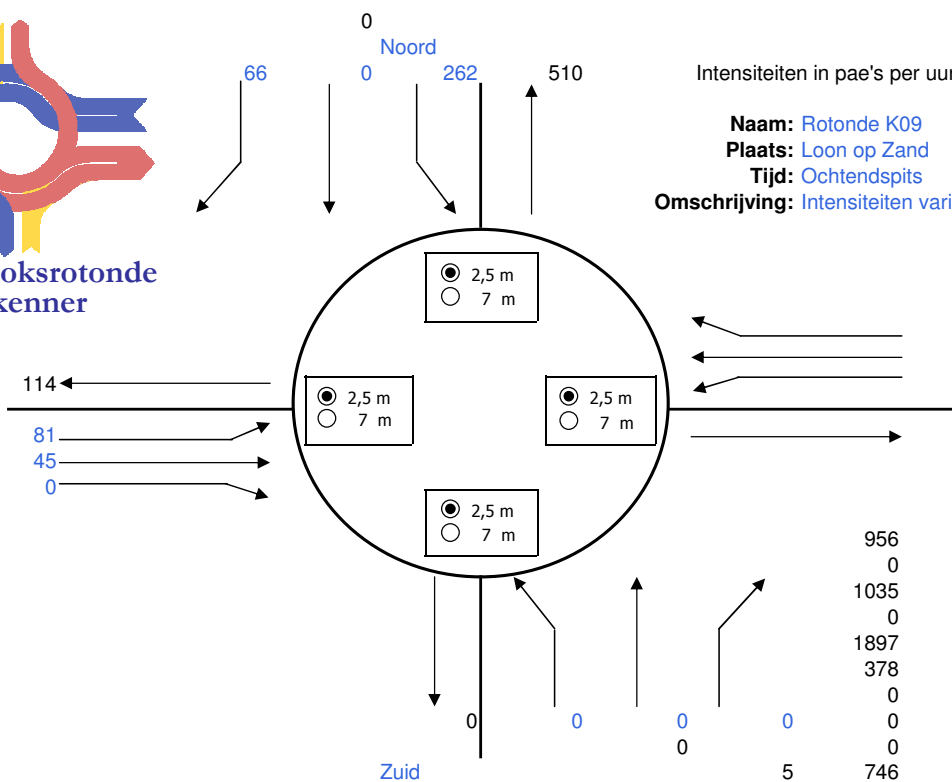 0
Noord
66 0 262 510
Intensiteiten in pae's per uur
Naam: Rotonde K09
Plaats: Loon op Zand
Tijd: Ochtendspits
Omschrijving: Intensiteiten vari
oksrotonde
kenner
2,5 m
7 m
114
2,5 m
7 m
2,5 m
7 m
81
45
0
2,5 m
7 m
956
0
1035
0
1897
378
0
0 0 0 0 0
0 0
Zuid 5 746